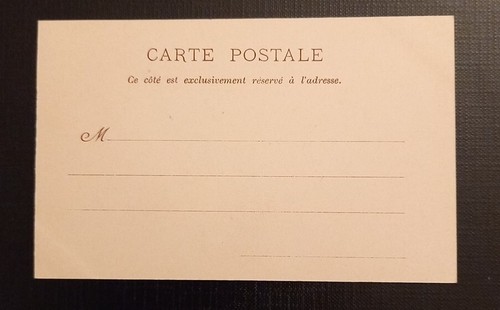 CARTE POSTALE
Ce côté est exclusivement réservé à l'adresse.
M